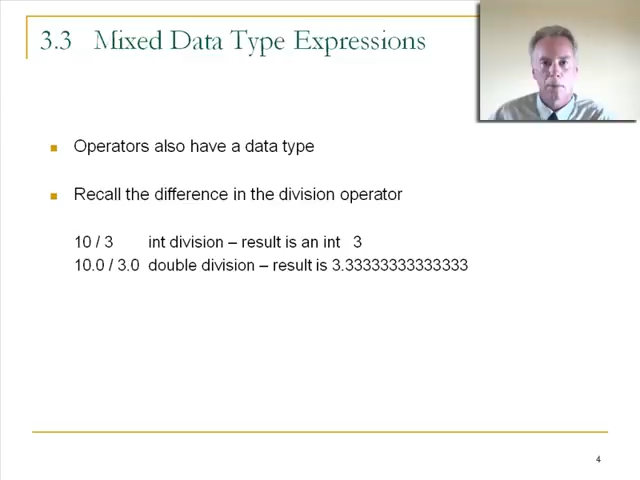 3.3 Mixed Data Type Expressions
Operators also have a data type
Recall the difference in the division operator
10 / 3 int division – result is an int 3
10.0 / 3.0 double division – result is 3.33333333333333
4